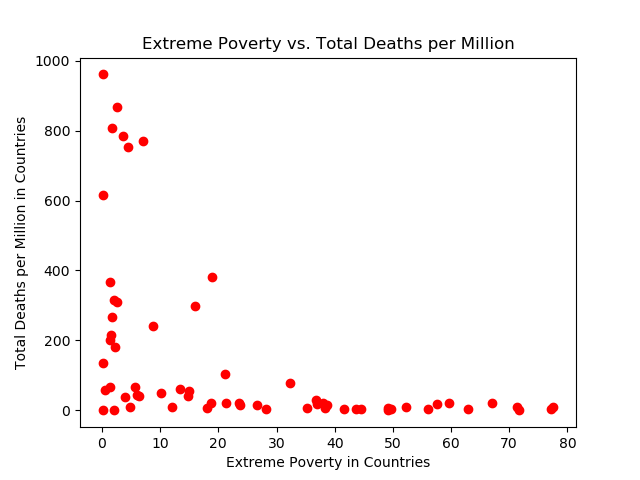 Extreme Poverty vs. Total Deaths per Million
1000
800
600
400
200
0
Total Deaths per Million in Countries
0 10 20 30 40 50 60 70 80
Extreme Poverty in Countries